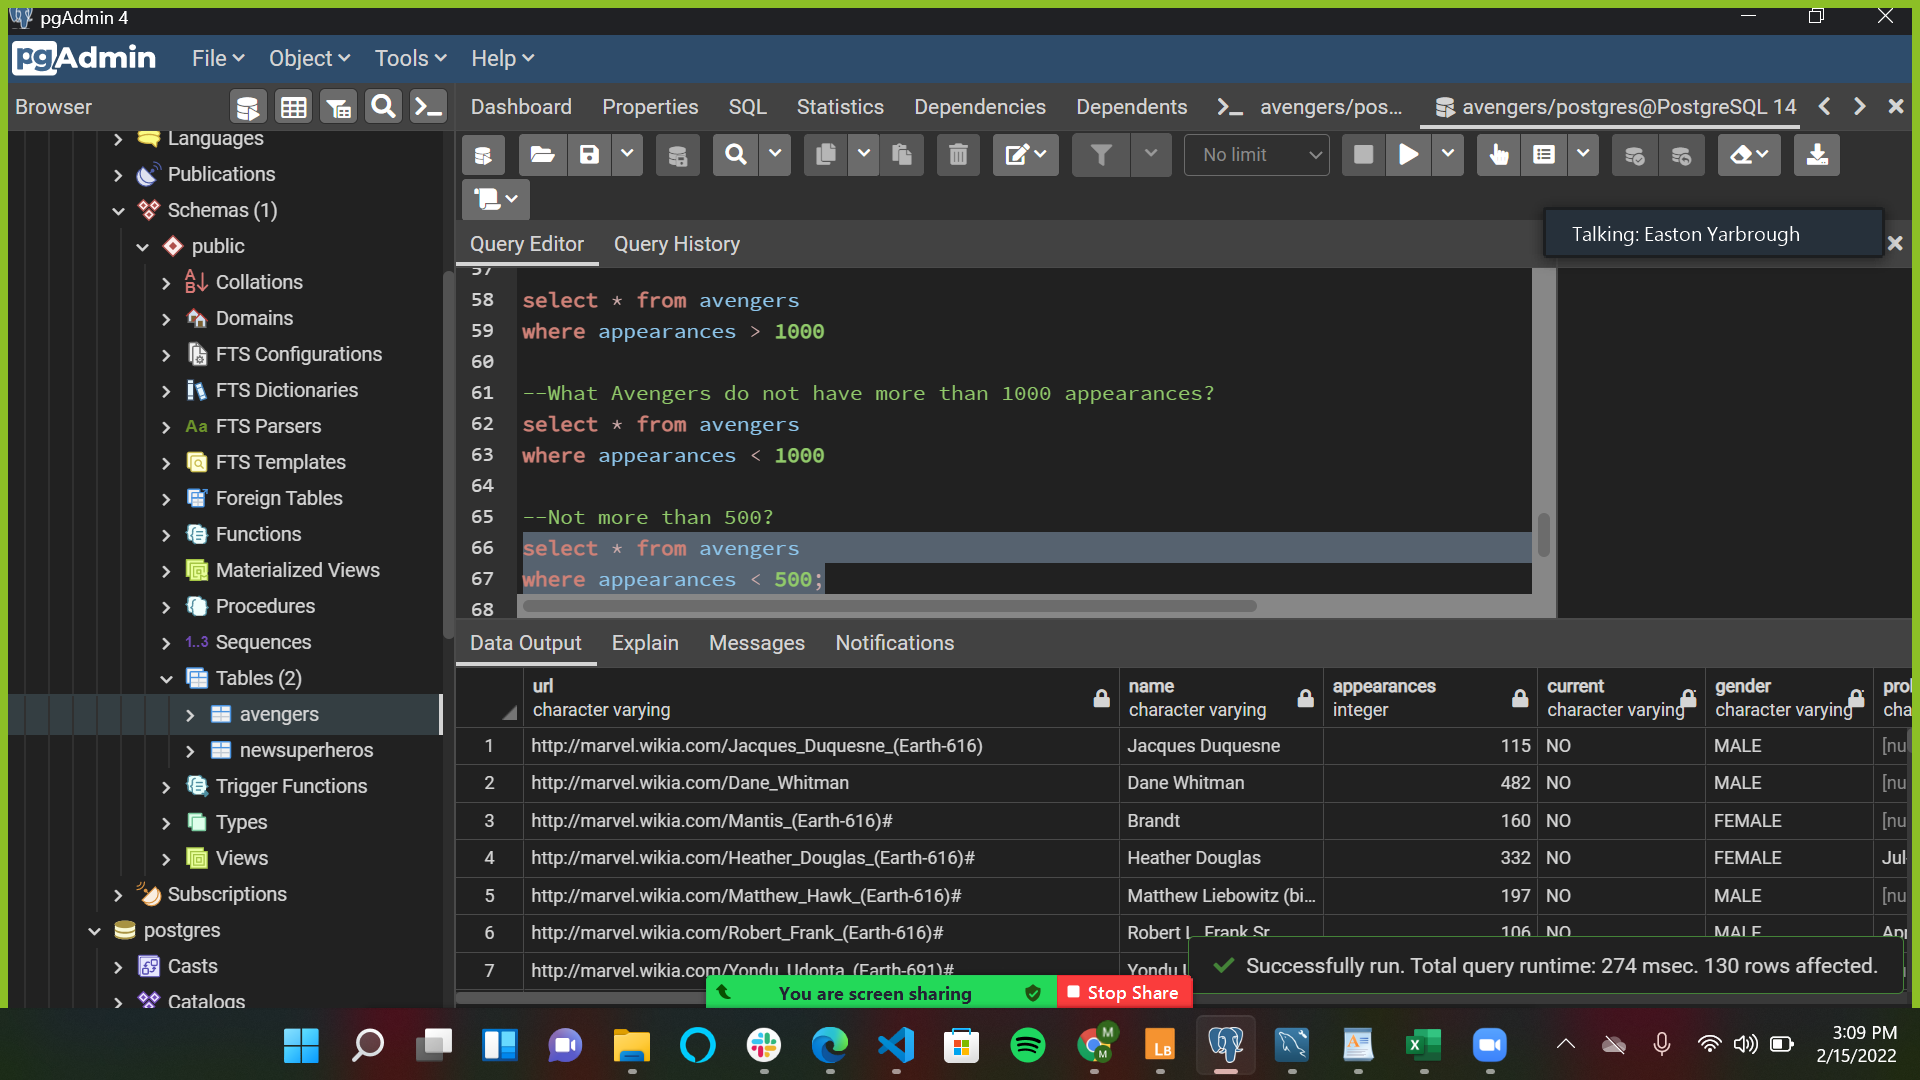 pgAdmin 4
pgAdmin File Object Tools Help
Browser
Dashboard Properties SQL Statistics Dependencies Dependents avengers/pos... avengers/postgres@PostgreSQL 14
No limit
Languages
Publications
Schemas (1)
public
A
B
Collations
Domains
FTS Configurations
FTS Dictionaries
Aa FTS Parsers
FTS Templates
Foreign Tables
Functions
Materialized Views
Procedures
1..3 Sequences
Tables (2)
avengers
newsuperheros
Trigger Functions
Types
Views
Subscriptions
postgres
Casts
Catalogs
Query Editor Query History
Talking: Easton Yarbrough
57
58 select * from avengers
59 where appearances > 1000
60
61 --What Avengers do not have more than 1000 appearances?
62 select * from avengers
63 where appearances < 1000
64
65 --Not more than 500?
66 select * from avengers
67 where appearances < 500;
68
Data Output Explain Messages Notifications
url name appearances current gender
character varying character varying integer character varying character varying
1 http://marvel.wikia.com/Jacques_Duquesne_(Earth-616) Jacques Duquesne 115 NO MALE [nu
2 http://marvel.wikia.com/Dane_Whitman Dane Whitman 482 NO MALE [nu
3 http://marvel.wikia.com/Mantis_(Earth-616)# Brandt 160 NO FEMALE [nu
4 http://marvel.wikia.com/Heather_Douglas_(Earth-616)# Heather Douglas 332 NO FEMALE Jul-
5 http://marvel.wikia.com/Matthew_Hawk_(Earth-616)# Matthew Liebowitz (bi... 197 NO MALE [nu
6 http://marvel.wikia.com/Robert_Frank_(Earth-616)# Robert L. Frank Sr. 106 NO MALE
7 http://marvel.wikia.com/Yondu_Udonta_(Earth-691)# Yondu
Successfully run. Total query runtime: 274 msec. 130 rows affected.
You are screen sharing Stop Share
M
M
LB
X
3:09 PM
2/15/2022